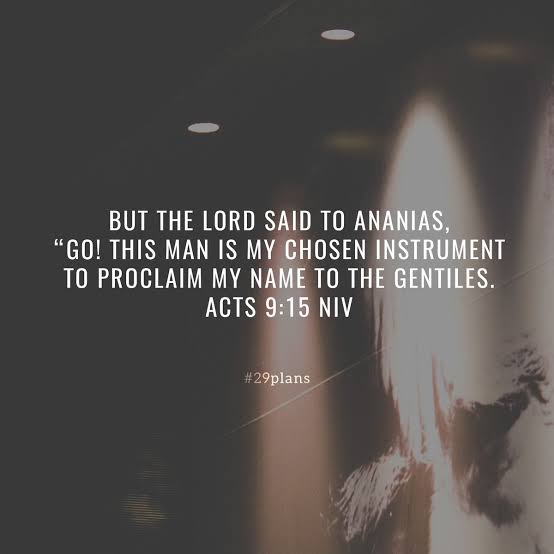 BUT THE LORD SAID TO ANANIAS,
“GO! THIS MAN IS MY CHOSEN INSTRUMENT
TO PROCLAIM MY NAME TO THE GENTILES.
ACTS 9:15 NIV
#29plans